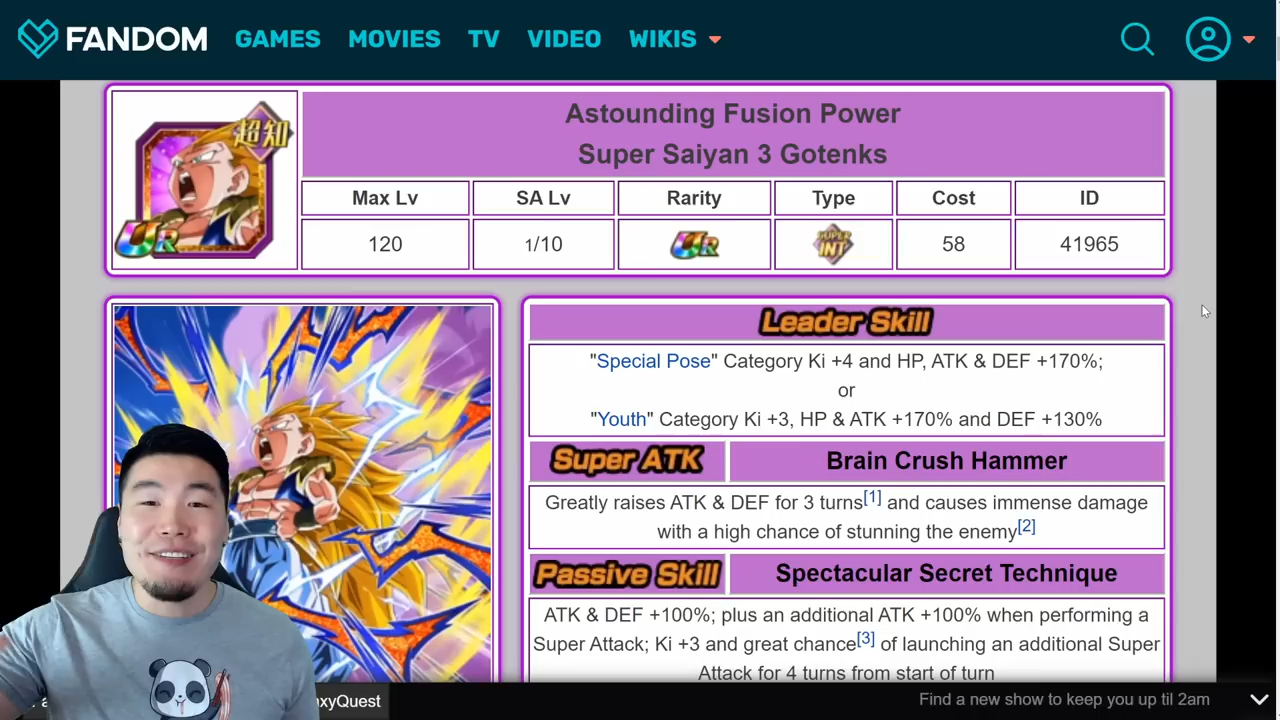 FANDOM GAMES MOVIES TV VIDEO WIKIS
超知
UR
Astounding Fusion Power
Super Saiyan 3 Gotenks
Max Lv SA Lv Rarity Type Cost ID
120 1/10 UR SUPER INT 58 41965
Leader Skill
"Special Pose" Category Ki +4 and HP, ATK & DEF +170%;
or
"Youth" Category Ki +3, HP & ATK +170% and DEF +130%
Super ATK Brain Crush Hammer
Greatly raises ATK & DEF for 3 turns[1] and causes immense damage
with a high chance of stunning the enemy[2]
Passive Skill Spectacular Secret Technique
ATK & DEF +100%; plus an additional ATK +100% when performing a
Super Attack; Ki +3 and great chance[3] of launching an additional Super
Attack for 4 turns from start of turn
nxyQuest
Find a new show to keep you up til 2am